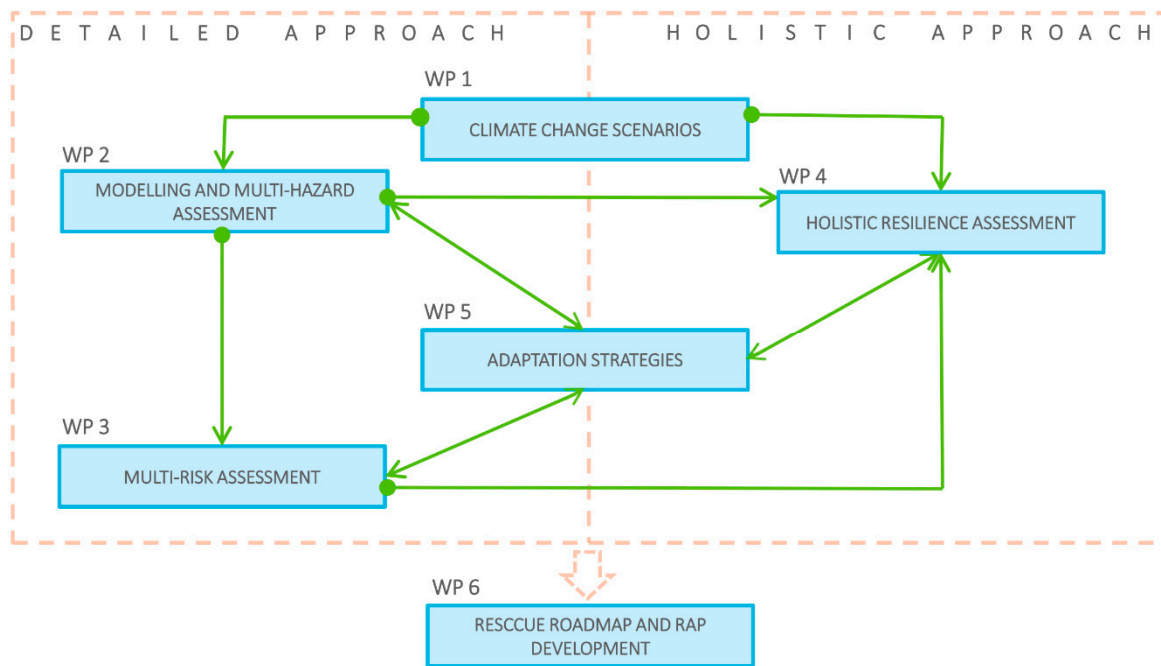 DETAILED APPROACH
HOLISTIC APPROACH
WP 1
CLIMATE CHANGE SCENARIOS
WP 2
MODELLING AND MULTI-HAZARD
ASSESSMENT
WP 4
HOLISTIC RESILIENCE ASSESSMENT
WP 5
ADAPTATION STRATEGIES
WP 3
MULTI-RISK ASSESSMENT
WP 6
RESCCUE ROADMAP AND RAP
DEVELOPMENT